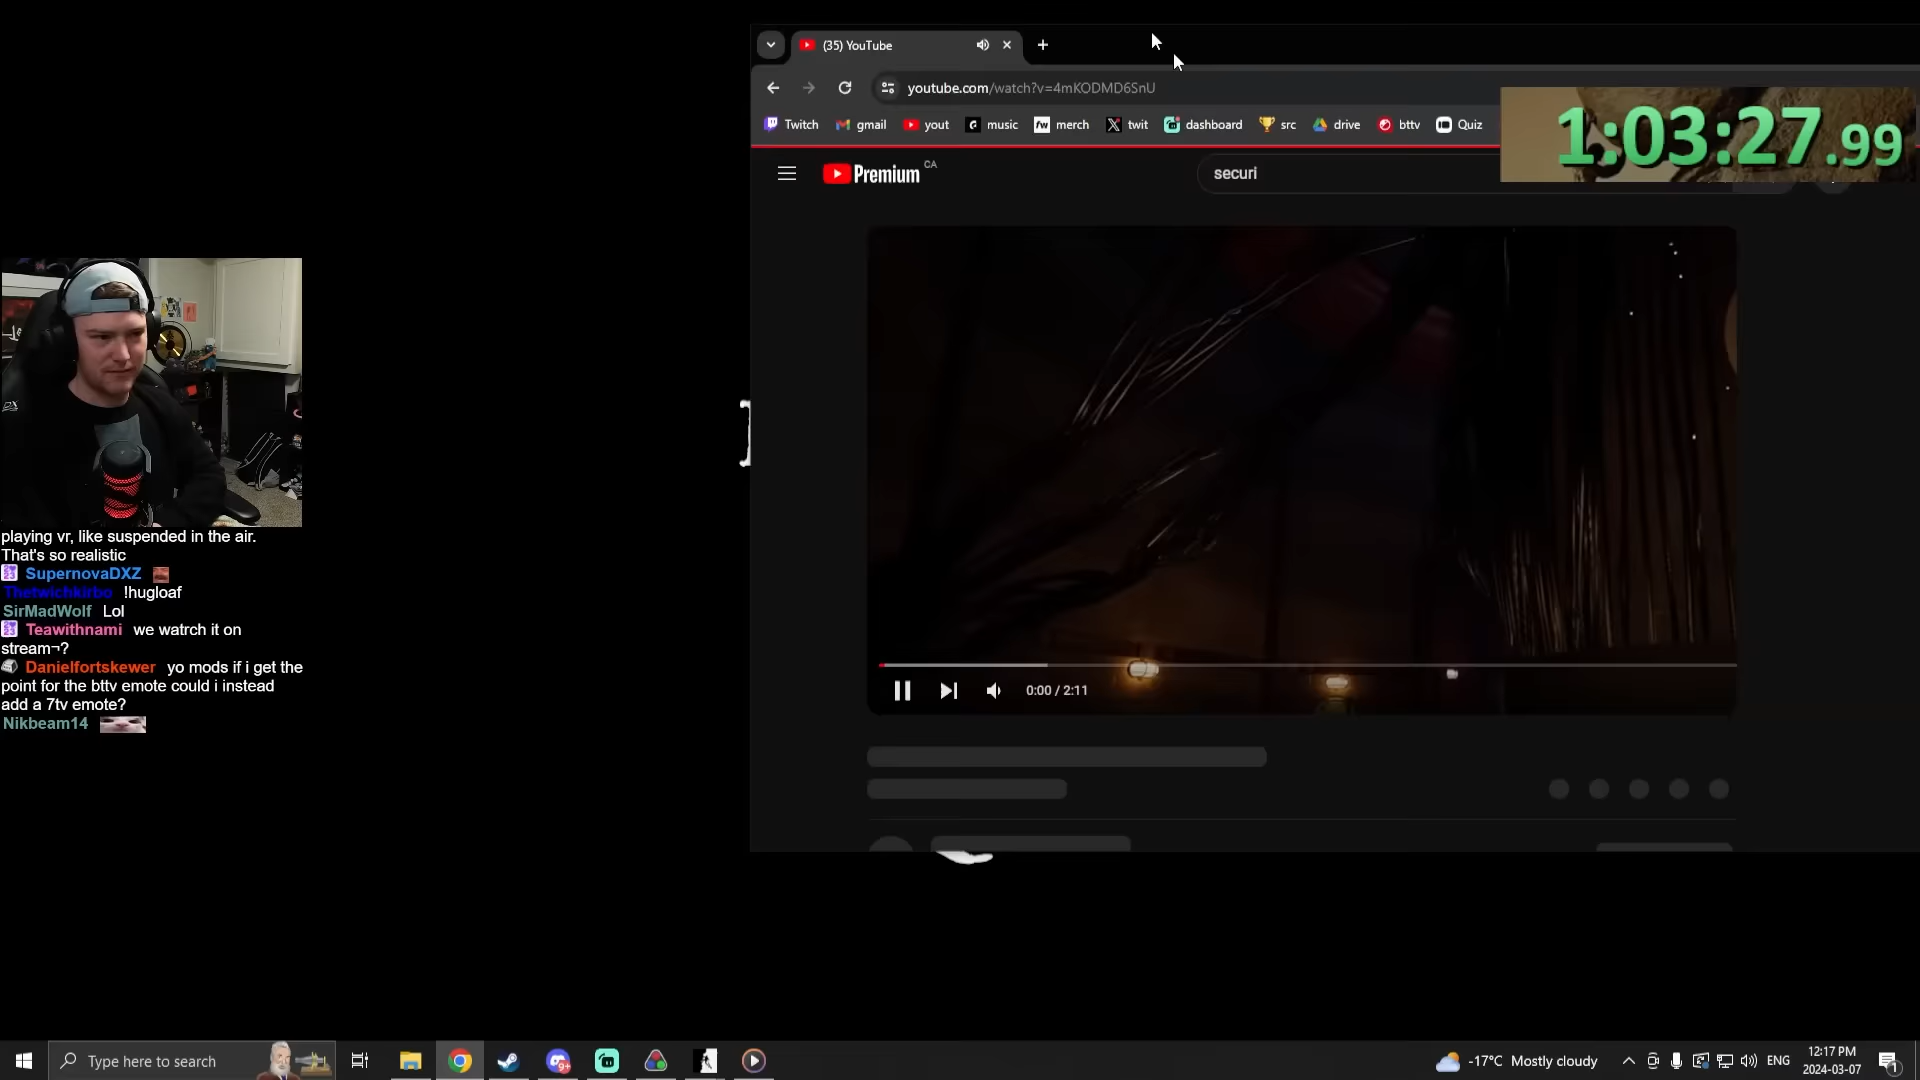 (35) YouTube
youtube.com/watch?v=4mKODMD6SnU
Twitch gmail yout music merch twit dashboard src drive bttv Quiz
1:03:27.99
Premium CA
securi
0:00 / 2:11
playing vr, like suspended in the air.
That's so realistic
SupernovaDXZ
Thetwichkirbo !hugloaf
SirMadWolf Lol
Teawithnami we watrch it on
stream¬?
Danielfortskewer yo mods if i get the
point for the bttv emote could i instead
add a 7tv emote?
Nikbeam14
Type here to search
9+
-17°C Mostly cloudy
ENG
12:17 PM
2024-03-07
1